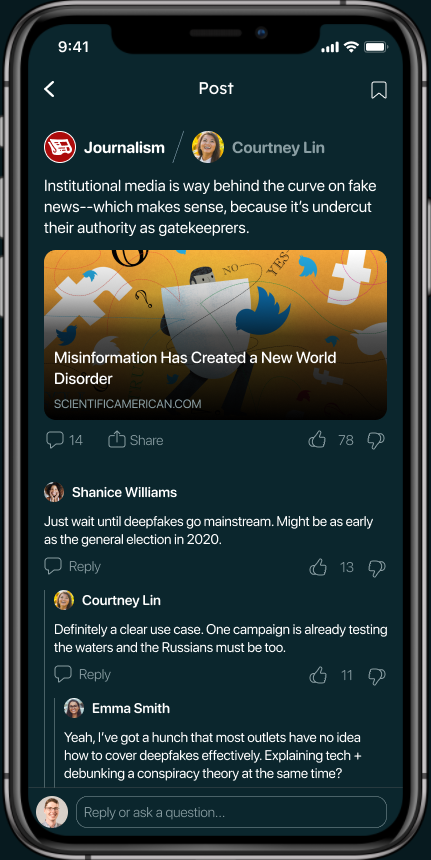 9:41
Post
Journalism
Courtney Lin
Institutional media is way behind the curve on fake
news--which makes sense, because it's undercut
their authority as gatekeeprers.
NO
YES
?
Misinformation Has Created a New World
Disorder
SCIENTIFICAMERICAN.COM
14
Share
78
Shanice Williams
Just wait until deepfakes go mainstream. Might be as early
as the general election in 2020.
Reply
13
Courtney Lin
Definitely a clear use case. One campaign is already testing
the waters and the Russians must be too.
Reply
11
Emma Smith
Yeah, I've got a hunch that most outlets have no idea
how to cover deepfakes effectively. Explaining tech +
debunking a conspiracy theory at the same time?
Reply or ask a question...